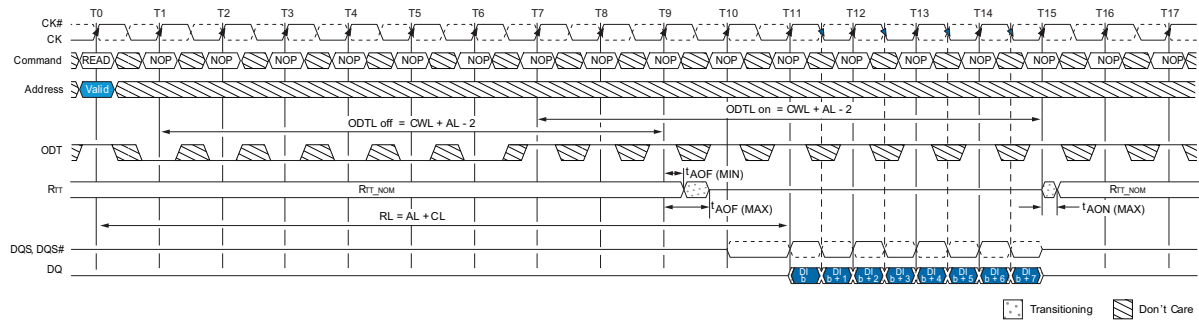 T0 T1 T2 T3 T4 T5 T6 T7 T8 T9 T10 T11 T12 T13 T14 T15 T16 T17
CK#
CK
Command READ NOP NOP NOP NOP NOP NOP NOP NOP NOP NOP NOP NOP NOP NOP NOP NOP NOP
Address Valid
ODTL on = CWL + AL - 2
ODTL off = CWL + AL - 2
ODT
tAOF (MIN)
RTT RTT_NOM RTT_NOM
tAOF (MAX) tAON (MAX)
RL = AL + CL
DQS, DQS#
DQ DI b DI b + 1 DI b + 2 DI b + 3 DI b + 4 DI b + 5 DI b + 6 DI b + 7
Transitioning Don't Care